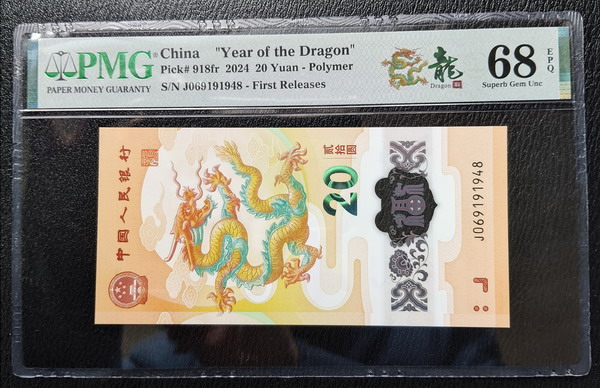 PMG
PAPER MONEY GUARANTY
China "Year of the Dragon"
Pick# 918fr 2024 20 Yuan - Polymer
S/N J069191948 - First Releases
龍
Dragon
68 EPQ
Superb Gem Unc
中國人民銀行
貳拾圓
20
J069191948